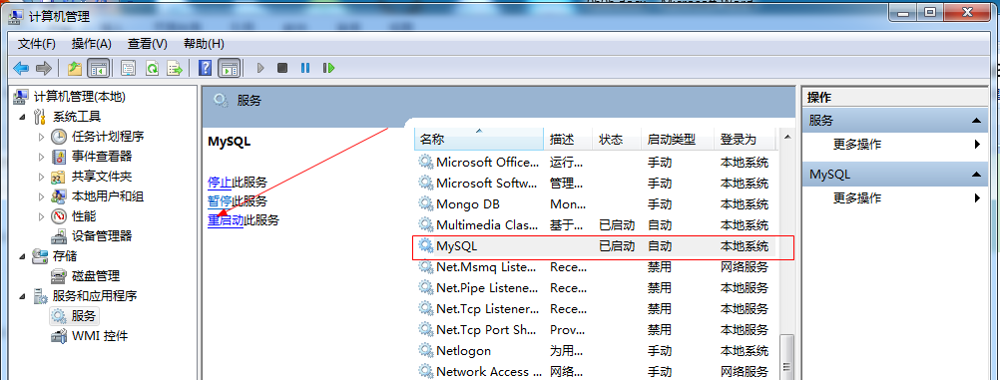 计算机管理
文件(F) 操作(A) 查看(V) 帮助(H)
计算机管理(本地)
系统工具
任务计划程序
事件查看器
共享文件夹
本地用户和组
性能
设备管理器
存储
磁盘管理
服务和应用程序
服务
WMI 控件
服务
MySQL
停止此服务
暂停此服务
重启动此服务
名称 描述 状态 启动类型 登录为
Microsoft Office... 运行... 手动 本地系统
Microsoft Softw... 管理... 手动 本地系统
Mongo DB Mon... 手动 本地系统
Multimedia Clas... 基于... 已启动 自动 本地系统
MySQL 已启动 自动 本地系统
Net.Msmq Liste... Rece... 禁用 网络服务
Net.Pipe Listene... Rece... 禁用 本地服务
Net.Tcp Listener... Rece... 禁用 本地服务
Net.Tcp Port Sh... Prov... 禁用 本地服务
Netlogon 为用... 手动 本地系统
Network Access ... 网络... 手动 网络服务
操作
服务
更多操作
MySQL
更多操作